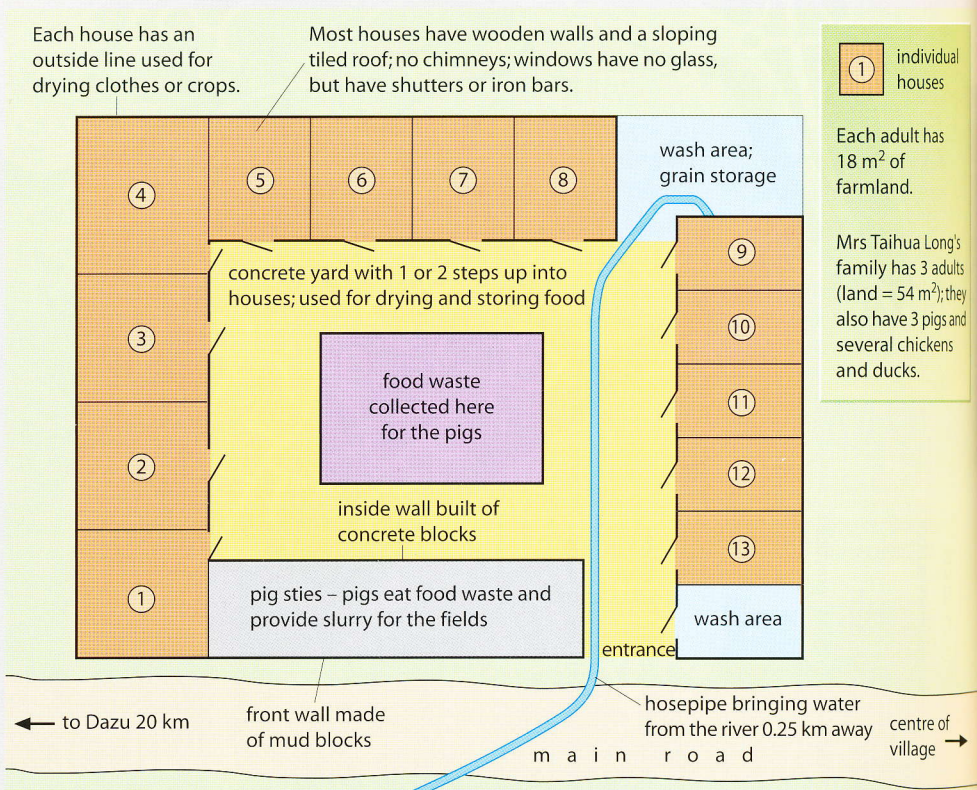 Each house has an
outside line used for
drying clothes or crops.
Most houses have wooden walls and a sloping
tiled roof; no chimneys; windows have no glass,
but have shutters or iron bars.
1
individual
houses
Each adult has
18 m² of
farmland.
Mrs Taihua Long's
family has 3 adults
(land = 54 m²); they
also have 3 pigs and
several chickens
and ducks.
4
5
6
7
8
wash area;
grain storage
9
concrete yard with 1 or 2 steps up into
houses; used for drying and storing food
3
10
food waste
collected here
for the pigs
11
2
12
inside wall built of
concrete blocks
13
1
pig sties – pigs eat food waste and
provide slurry for the fields
wash area
entrance
to Dazu 20 km
front wall made
of mud blocks
hosepipe bringing water
from the river 0.25 km away
centre of
village
main road